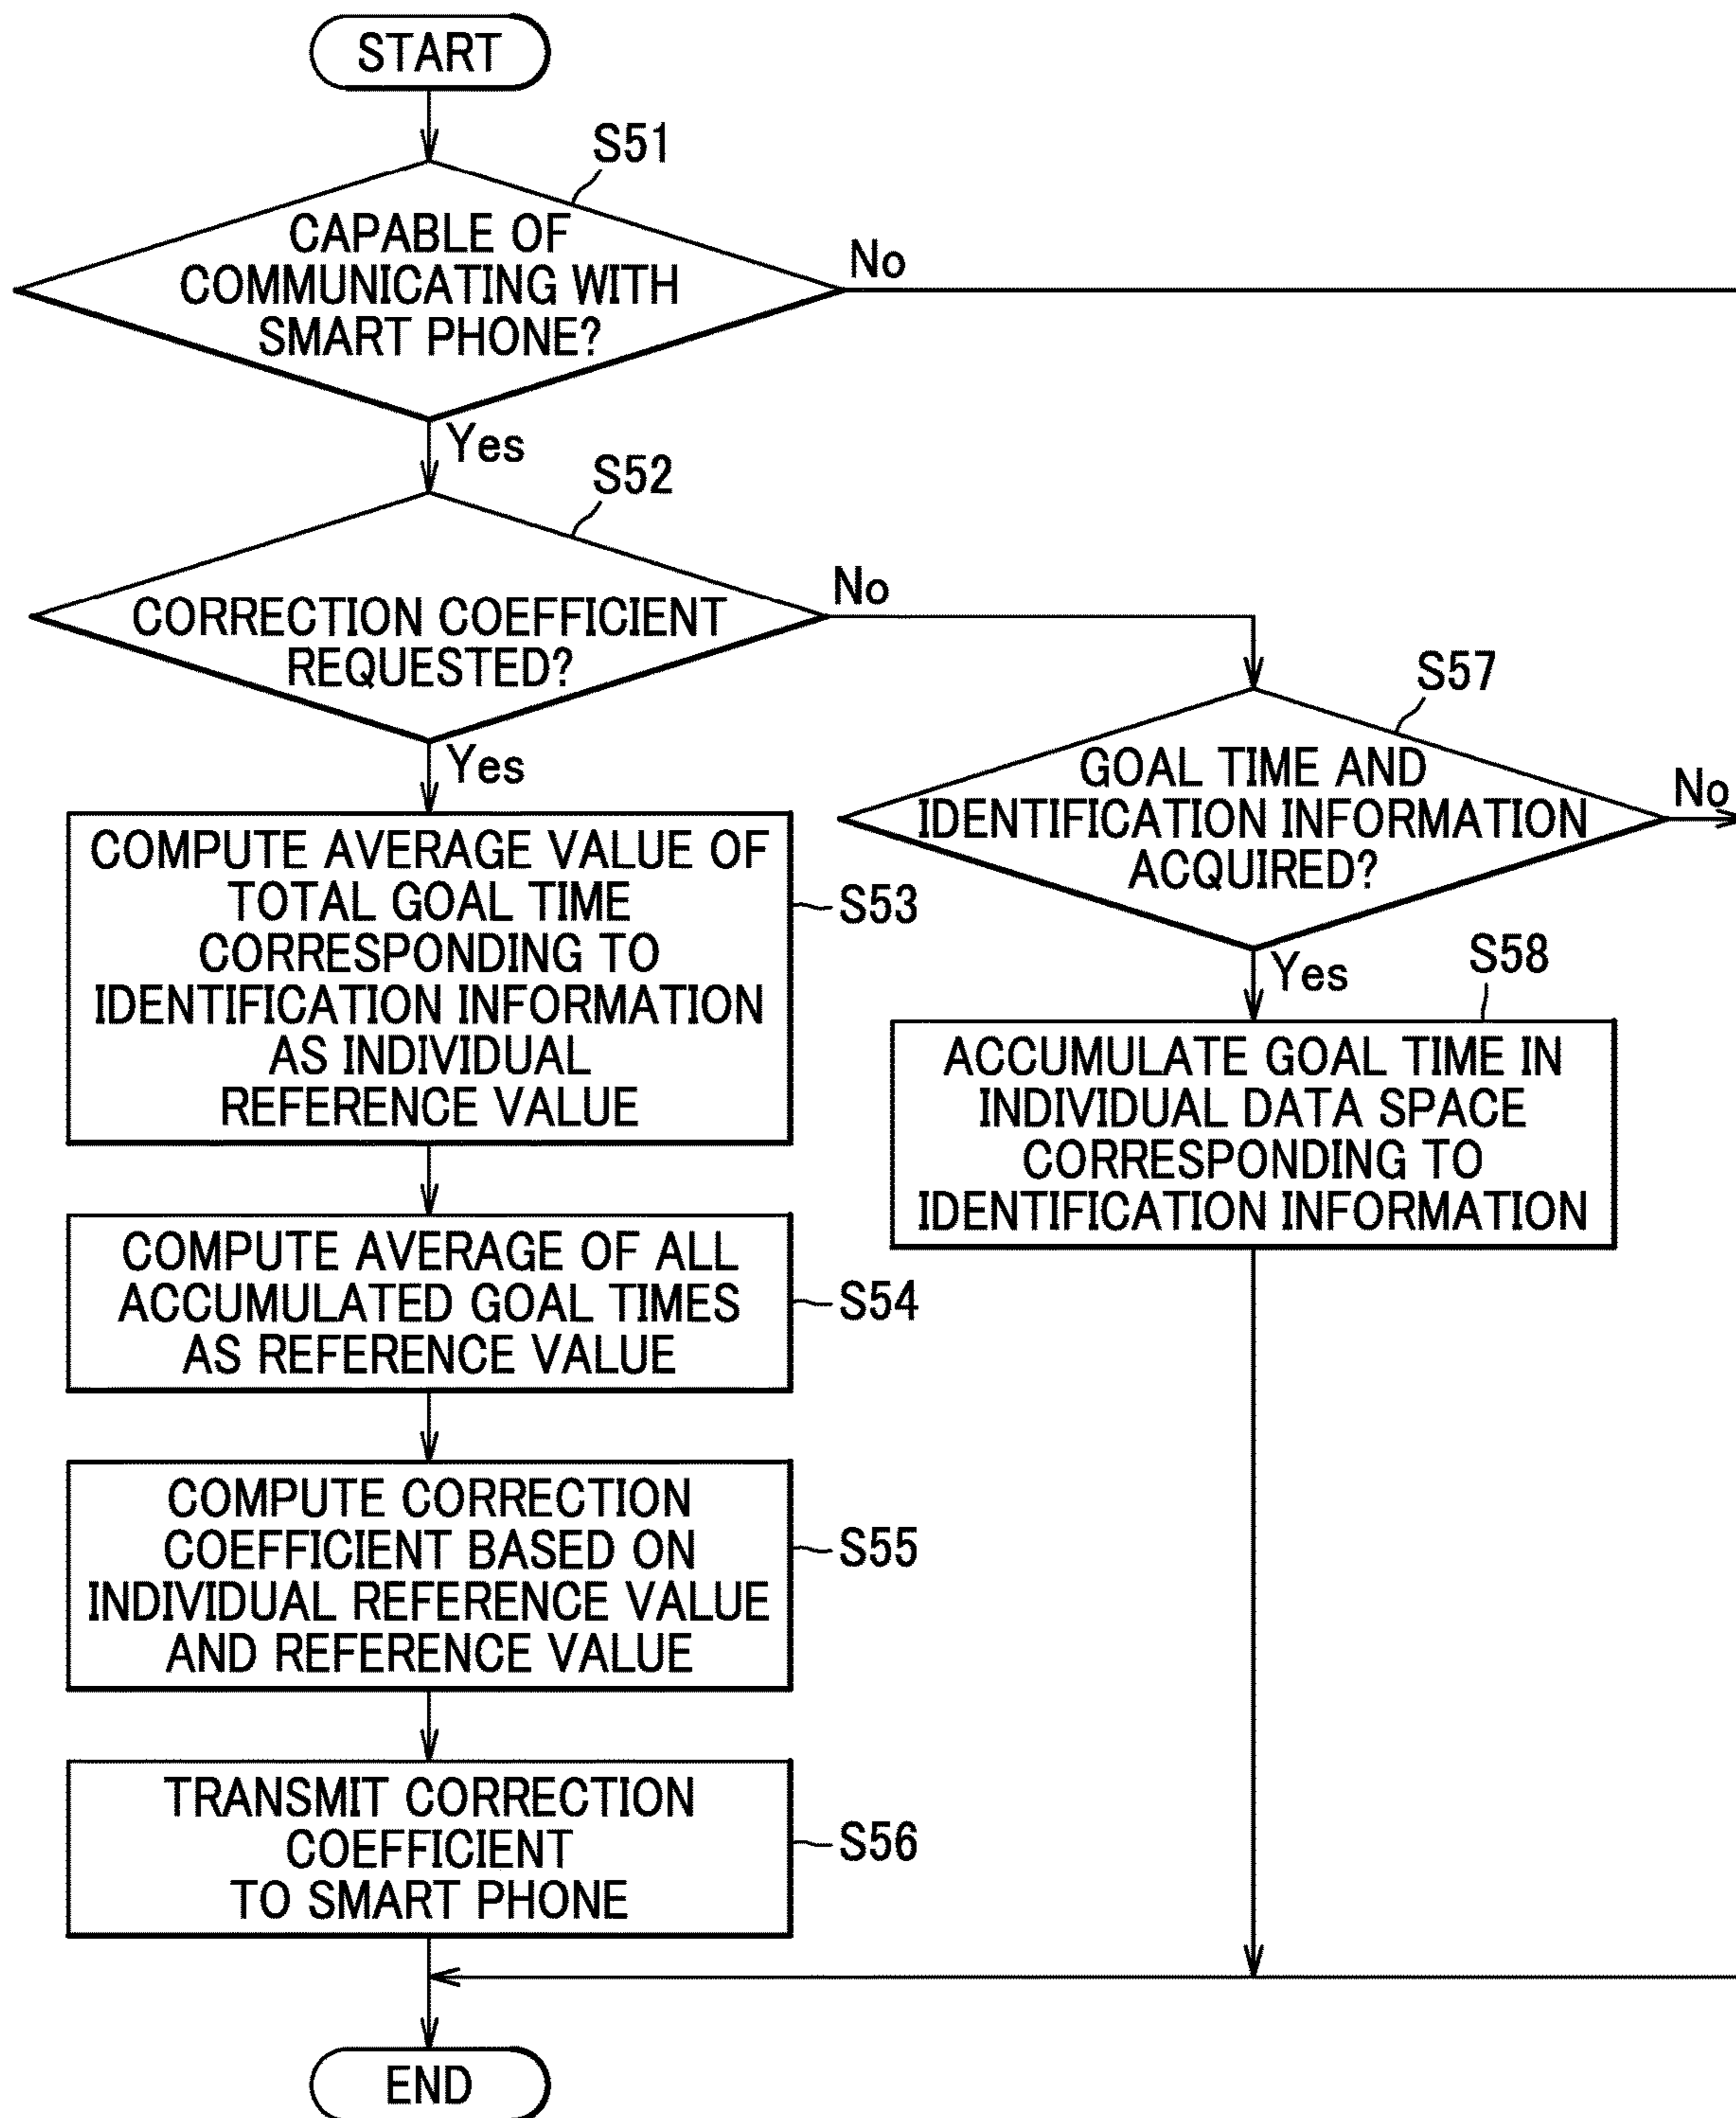 START
S51
CAPABLE OF
COMMUNICATING WITH
SMART PHONE?
No
Yes
S52
CORRECTION COEFFICIENT
REQUESTED?
No
Yes
S57
GOAL TIME AND
IDENTIFICATION INFORMATION
ACQUIRED?
No
Yes
COMPUTE AVERAGE VALUE OF
TOTAL GOAL TIME
CORRESPONDING TO
IDENTIFICATION INFORMATION
AS INDIVIDUAL
REFERENCE VALUE
S53
S58
ACCUMULATE GOAL TIME IN
INDIVIDUAL DATA SPACE
CORRESPONDING TO
IDENTIFICATION INFORMATION
COMPUTE AVERAGE OF ALL
ACCUMULATED GOAL TIMES
AS REFERENCE VALUE
S54
COMPUTE CORRECTION
COEFFICIENT BASED ON
INDIVIDUAL REFERENCE VALUE
AND REFERENCE VALUE
S55
TRANSMIT CORRECTION
COEFFICIENT
TO SMART PHONE
S56
END